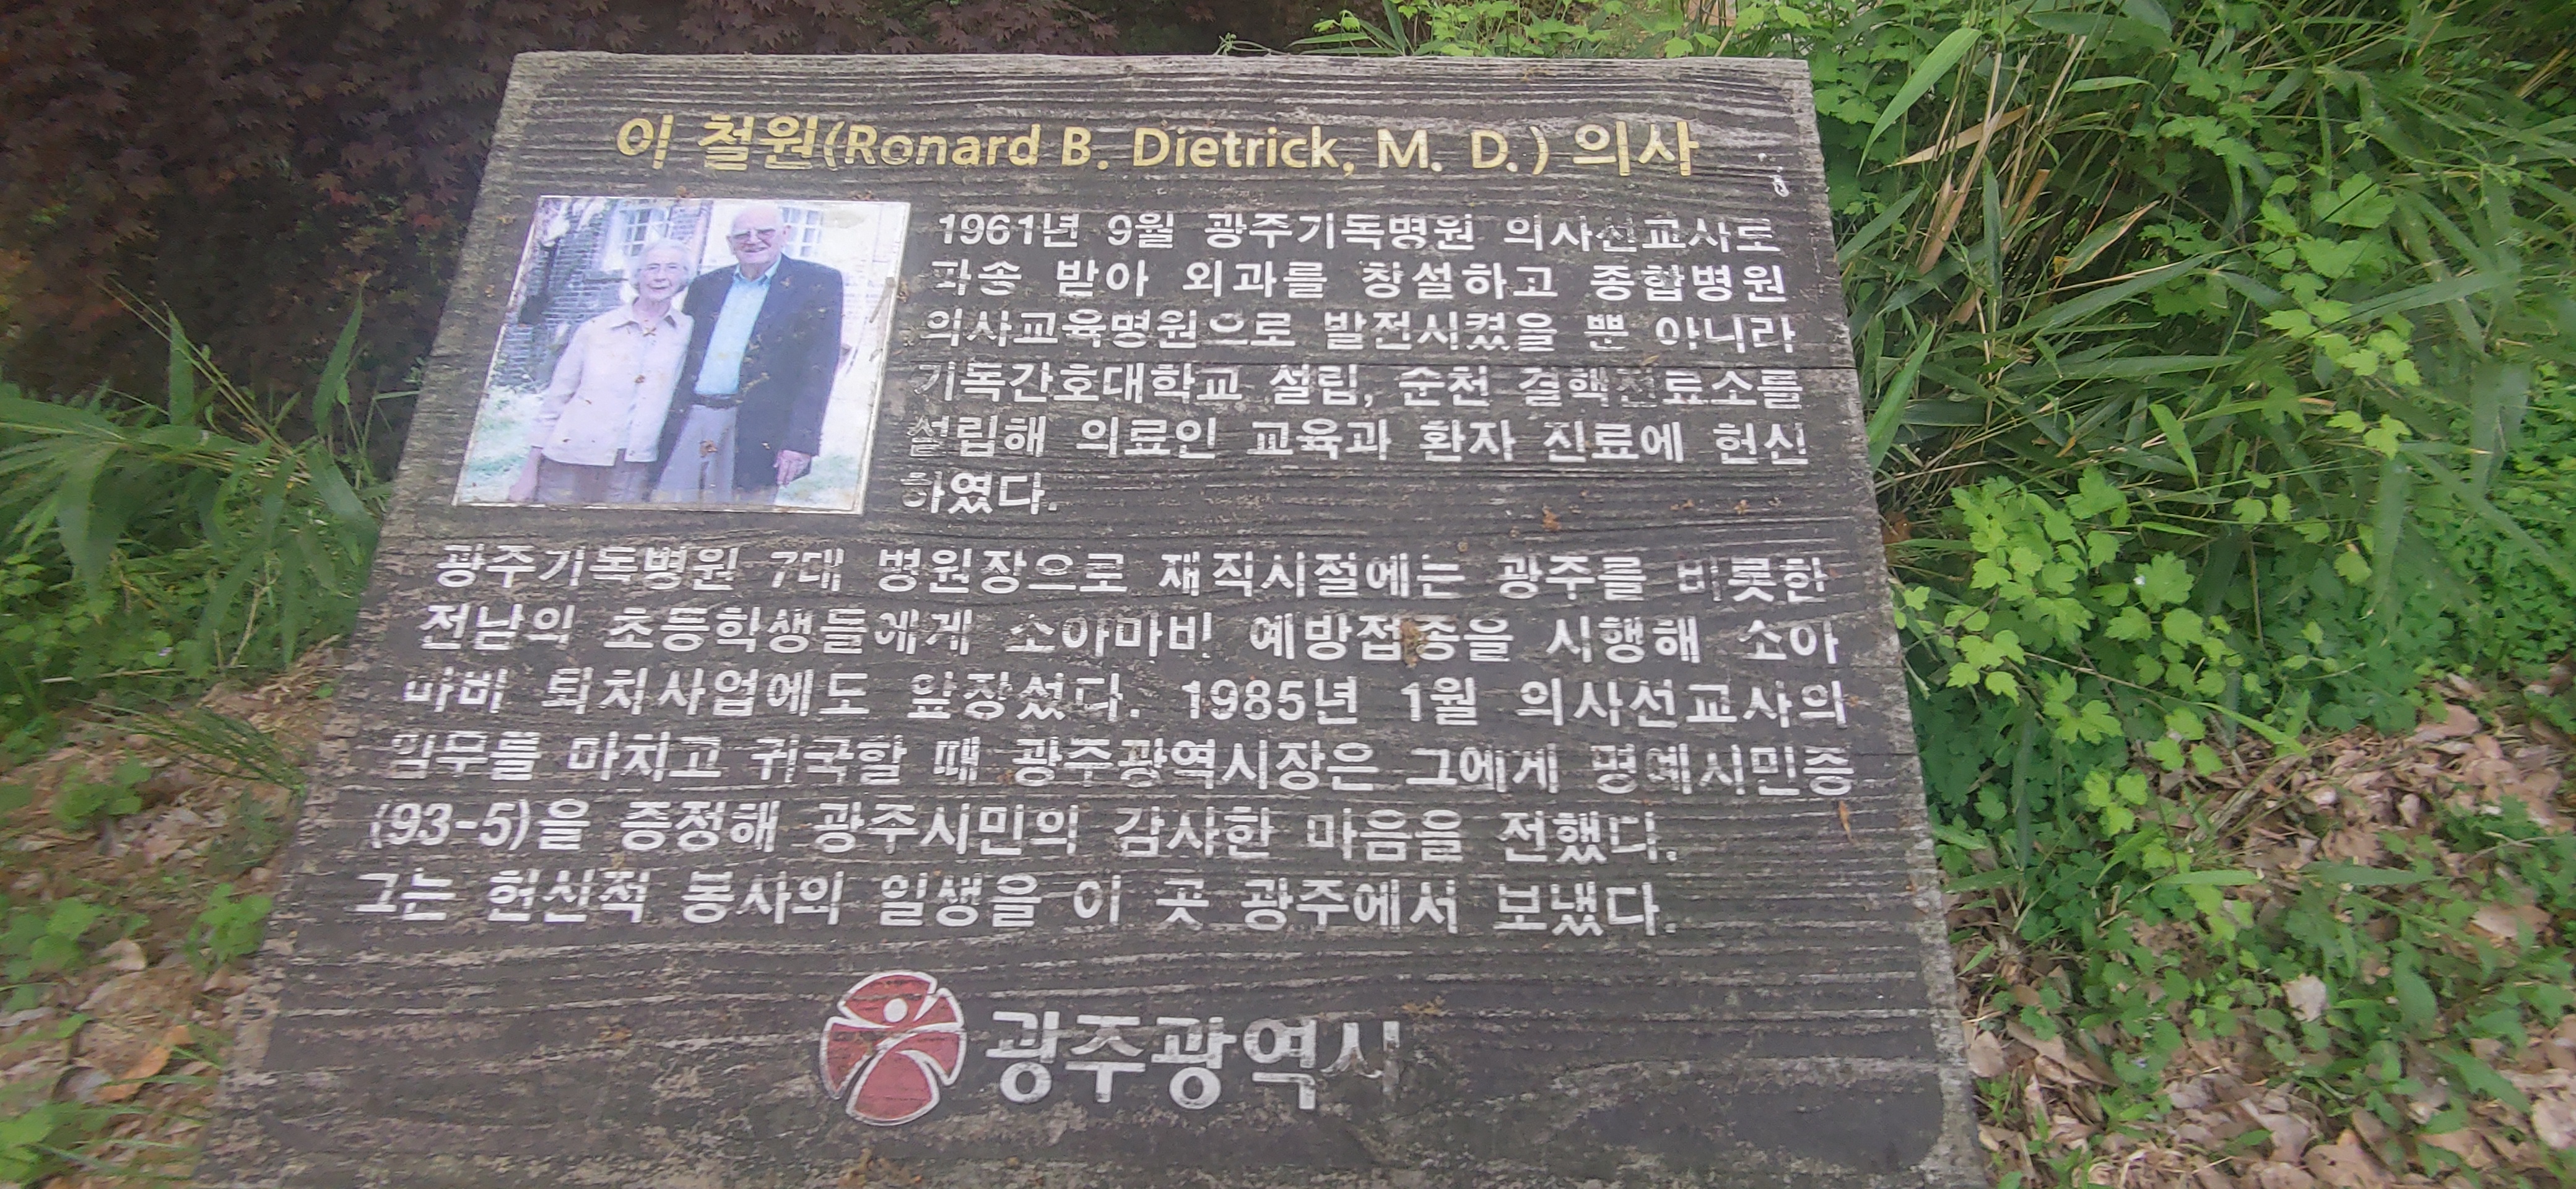 이 철원(Ronard B. Dietrick, M. D.) 의사
1961년 9월 광주기독병원 의사선교사로
파송 받아 외과를 창설하고 종합병원
의사교육병원으로 발전시켰을 뿐 아니라
기독간호대학교 설립, 순천 결핵진료소를
설립해 의료인 교육과 환자 진료에 헌신
하였다.
광주기독병원 7대 병원장으로 재직시절에는 광주를 비롯한
전남의 초등학생들에게 소아마비 예방접종을 시행해 소아
마비 퇴치사업에도 앞장섰다. 1985년 1월 의사선교사의
임무를 마치고 귀국할 때 광주광역시장은 그에게 명예시민증
(93-5)을 증정해 광주시민의 감사한 마음을 전했다.
그는 헌신적 봉사의 일생을 이 곳 광주에서 보냈다.
광주광역시